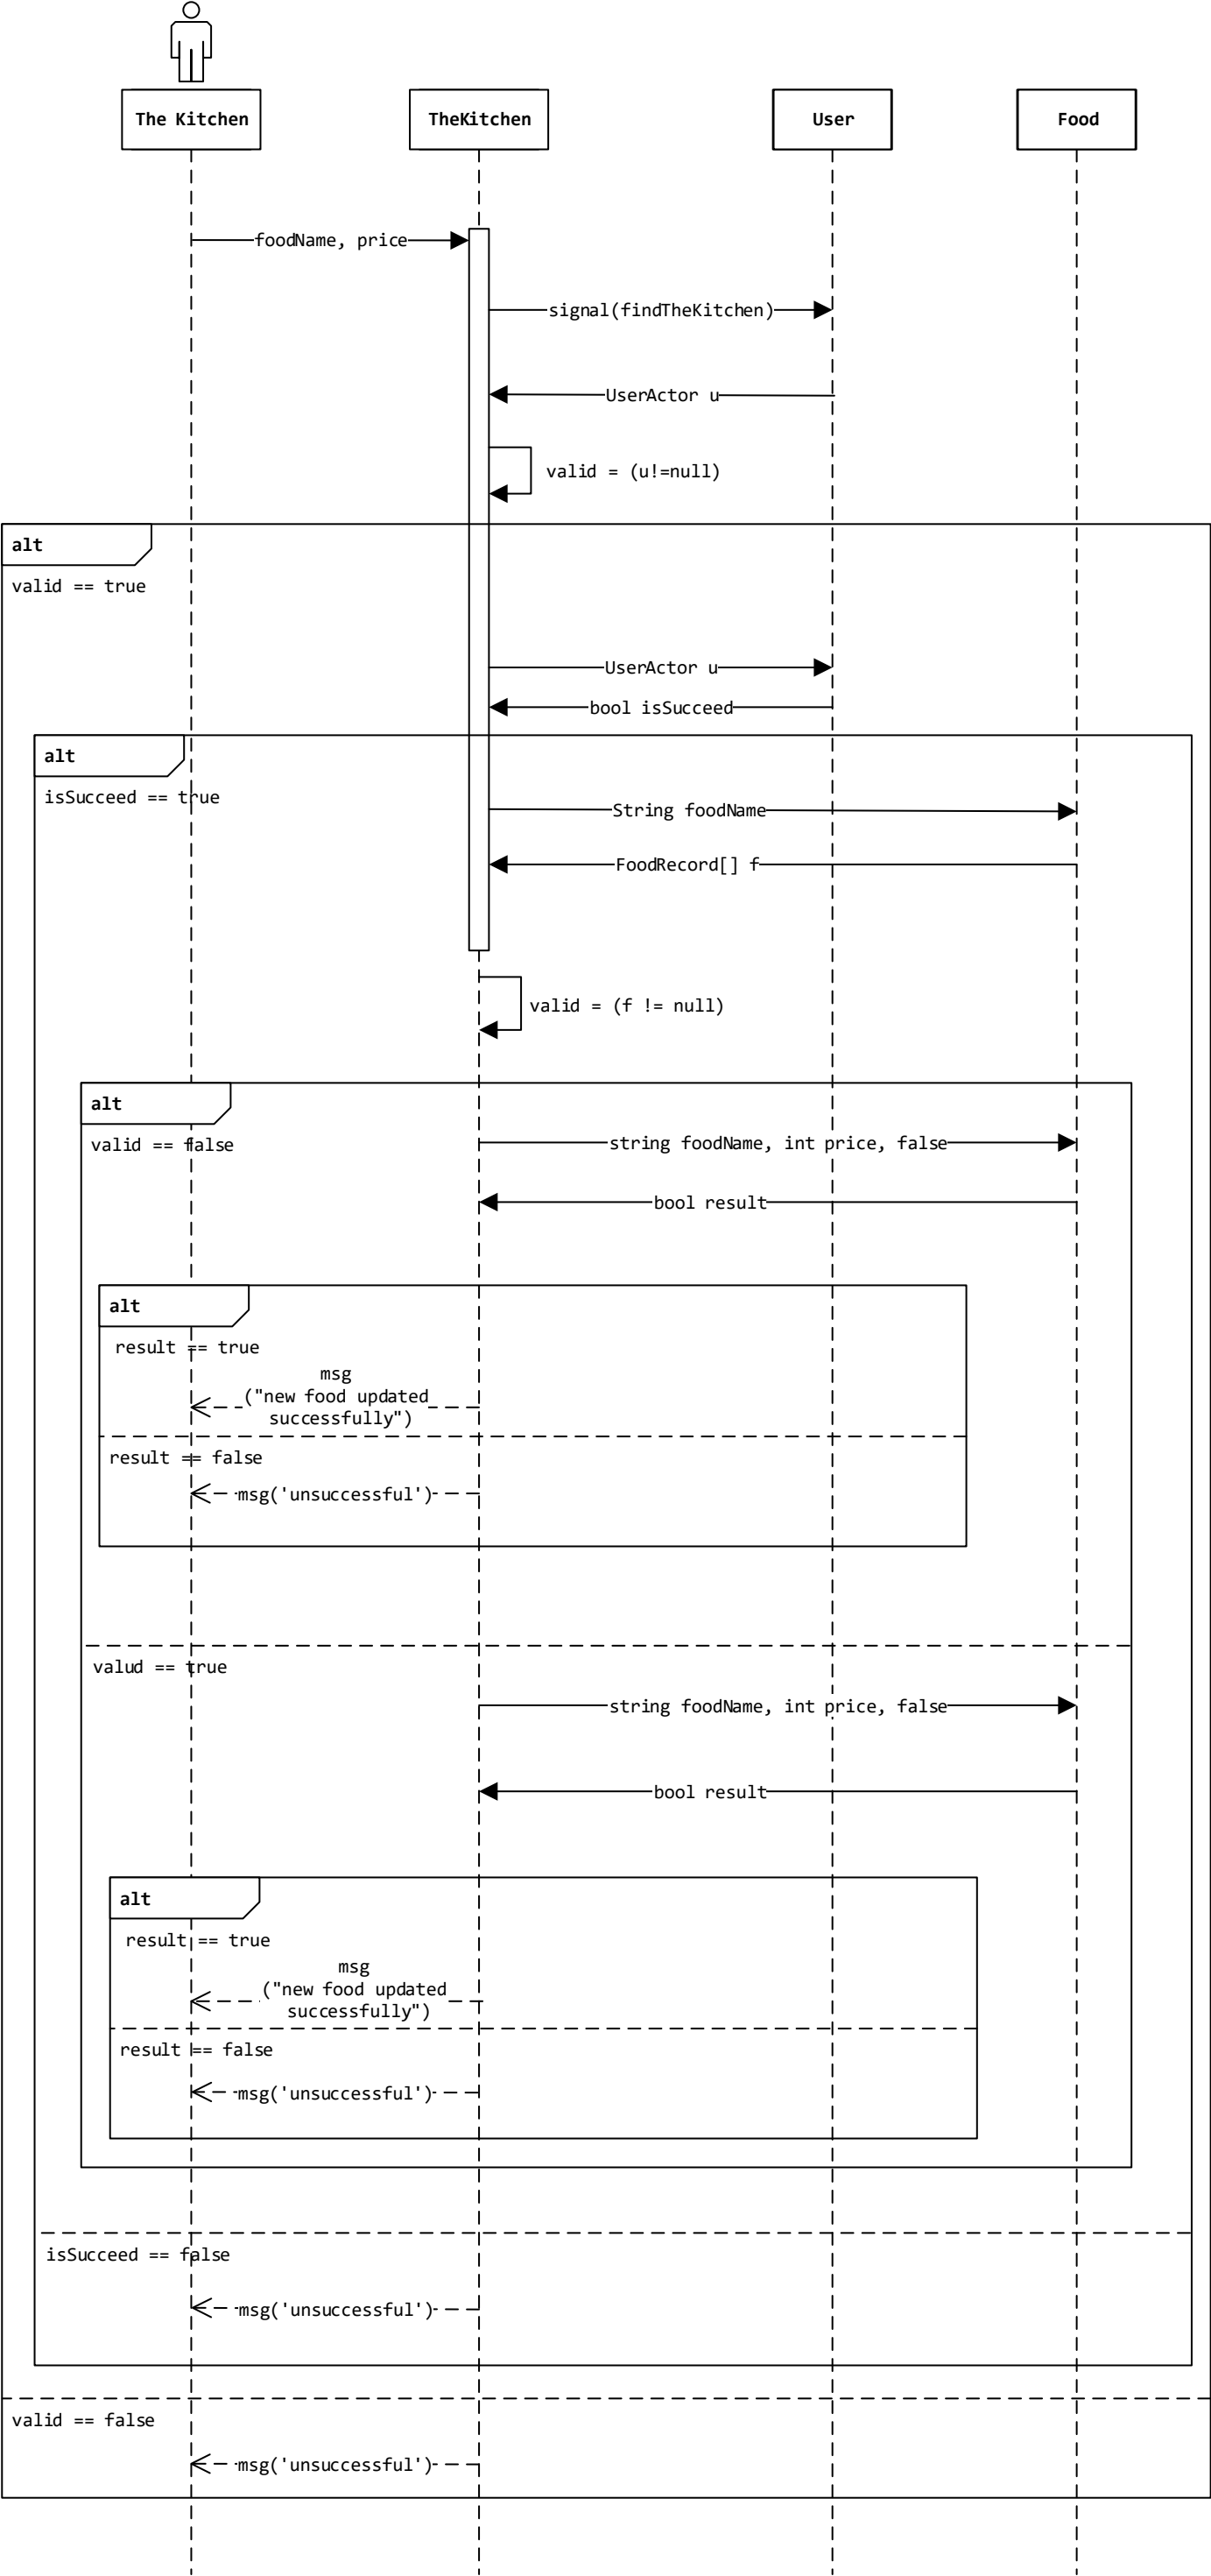 The Kitchen
TheKitchen
User
Food
foodName, price
signal(findTheKitchen)
UserActor u
valid = (u!=null)
alt
valid == true
UserActor u
bool isSucceed
alt
isSucceed == true
String foodName
FoodRecord[] f
valid = (f != null)
alt
valid == false
string foodName, int price, false
bool result
alt
result == true
msg
("new food updated
successfully")
result == false
msg('unsuccessful')
valud == true
string foodName, int price, false
bool result
alt
result == true
msg
("new food updated
successfully")
result == false
msg('unsuccessful')
isSucceed == false
msg('unsuccessful')
valid == false
msg('unsuccessful')